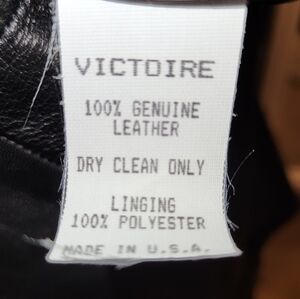 VICTOIRE
100% GENUINE
LEATHER
DRY CLEAN ONLY
LINGING
100% POLYESTER
MADE IN U.S.A.